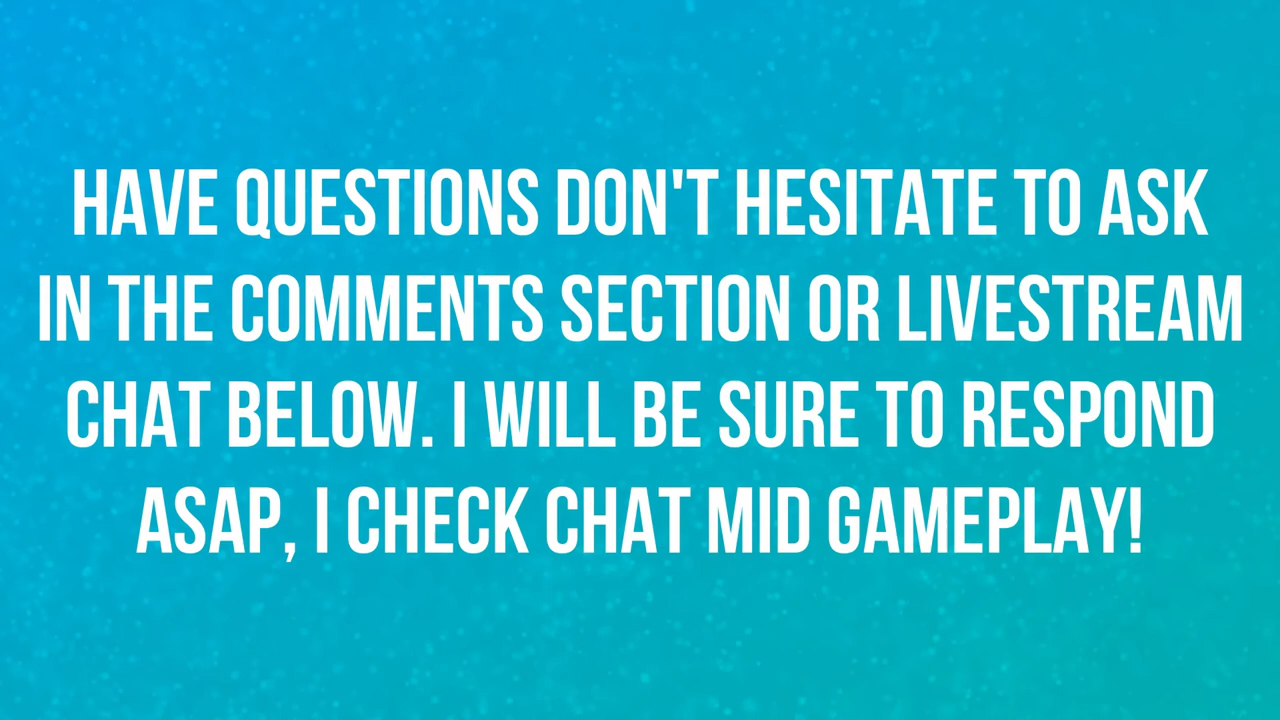 HAVE QUESTIONS DON'T HESITATE TO ASK
IN THE COMMENTS SECTION OR LIVESTREAM
CHAT BELOW. I WILL BE SURE TO RESPOND
ASAP, I CHECK CHAT MID GAMEPLAY!